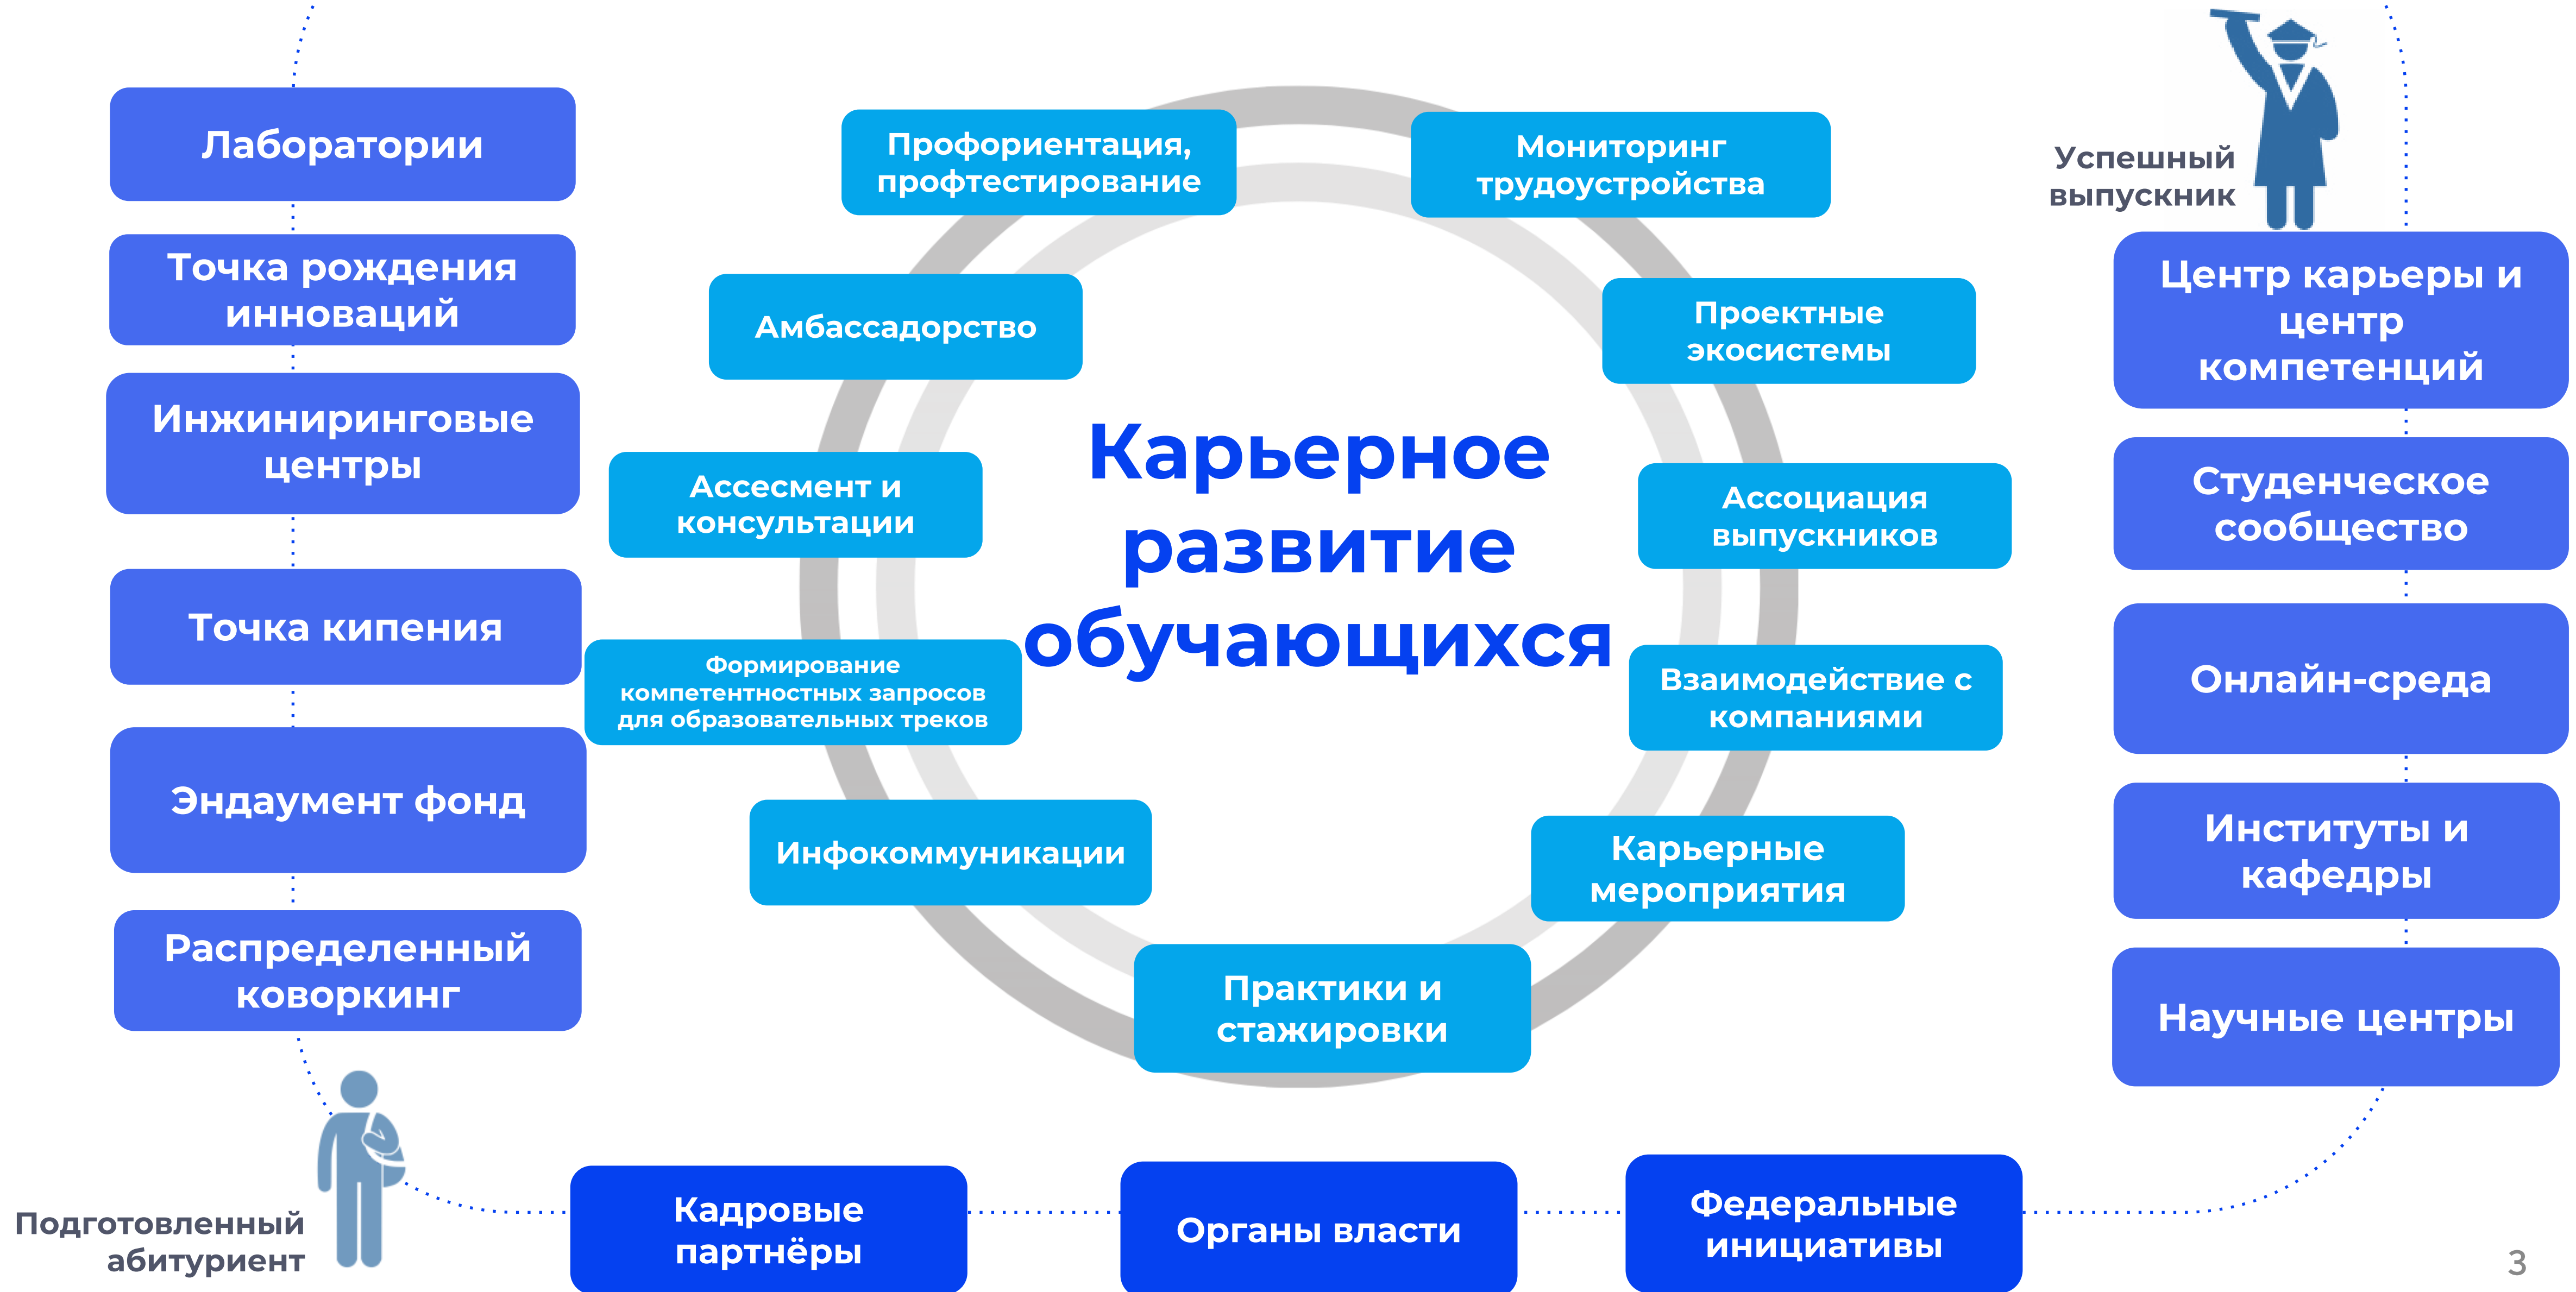 Лаборатории
Точка рождения
инноваций
Инжиниринговые
центры
Точка кипения
Эндаумент фонд
Распределенный
коворкинг
Подготовленный
абитуриент
Профориентация,
профтестирование
Амбассадорство
Ассесмент и
консультации
Формирование
компетентностных запросов
для образовательных треков
Инфокоммуникации
Карьерное
развитие
обучающихся
Мониторинг
трудоустройства
Проектные
экосистемы
Ассоциация
выпускников
Взаимодействие с
компаниями
Карьерные
мероприятия
Практики и
стажировки
Успешный
выпускник
Центр карьеры и
центр
компетенций
Студенческое
сообщество
Онлайн-среда
Институты и
кафедры
Научные центры
Кадровые
партнёры
Органы власти
Федеральные
инициативы
3